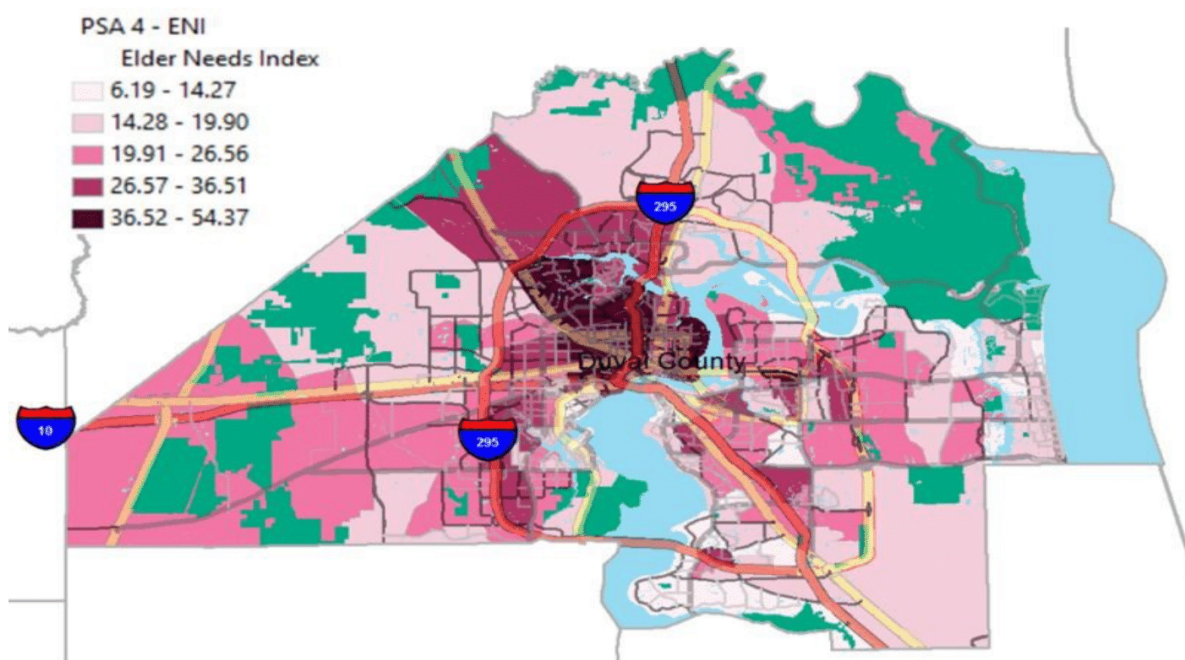 PSA 4 - ENI
Elder Needs Index
6.19 - 14.27
14.28 - 19.90
19.91 - 26.56
26.57 - 36.51
36.52 - 54.37
295
Duval County
10
295